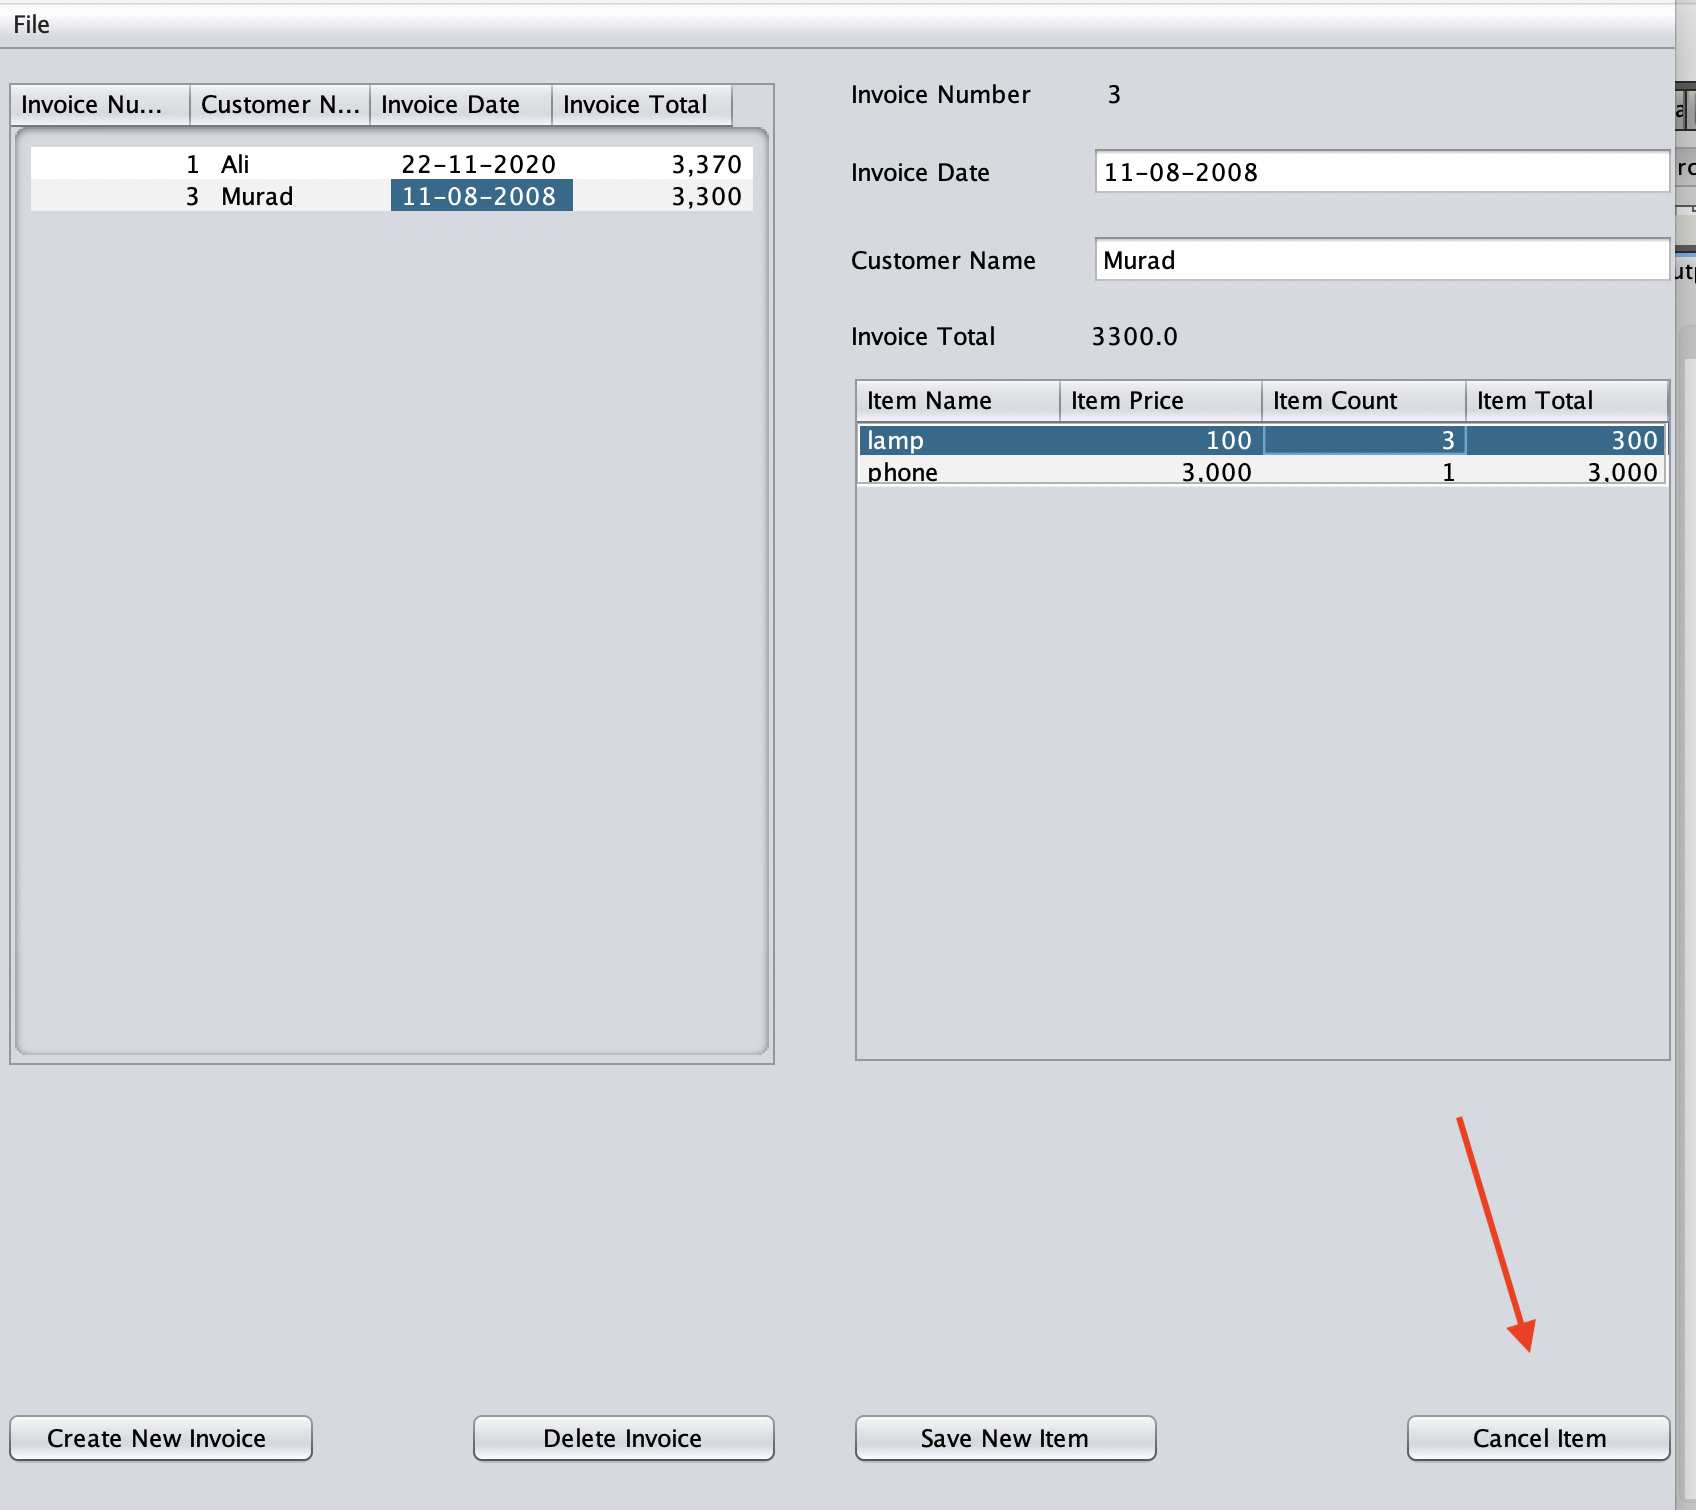 File
Invoice Nu... Customer N... Invoice Date Invoice Total
1 Ali 22-11-2020 3,370
3 Murad 11-08-2008 3,300
Invoice Number 3
Invoice Date 11-08-2008
Customer Name Murad
Invoice Total 3300.0
Item Name Item Price Item Count Item Total
lamp 100 3 300
phone 3,000 1 3,000
Create New Invoice Delete Invoice Save New Item Cancel Item